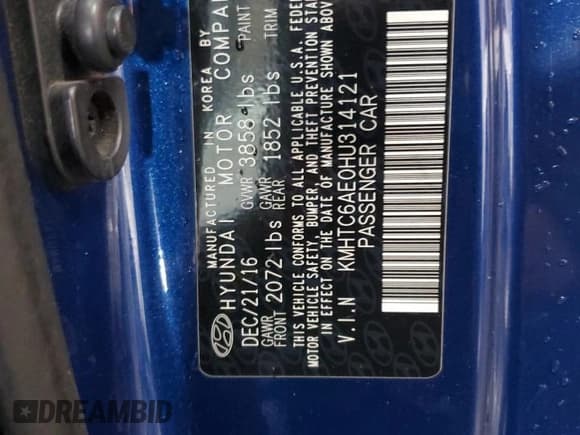 MANUFACTURED IN KOREA BY
HYUNDAI MOTOR COMPA
DEC/21/16 GVWR 3858 lbs PAINT
GAWR FRONT 2072 lbs GAWR REAR 1852 lbs TRIM
THIS VEHICLE CONFORMS TO ALL APPLICABLE U.S.A. FEDER
MOTOR VEHICLE SAFETY, BUMPER, AND THEFT PREVENTION STA
IN EFFECT ON THE DATE OF MANUFACTURE SHOWN ABOV
V.I.N KMHTC6AE0HU314121
PASSENGER CAR
DREAMBID